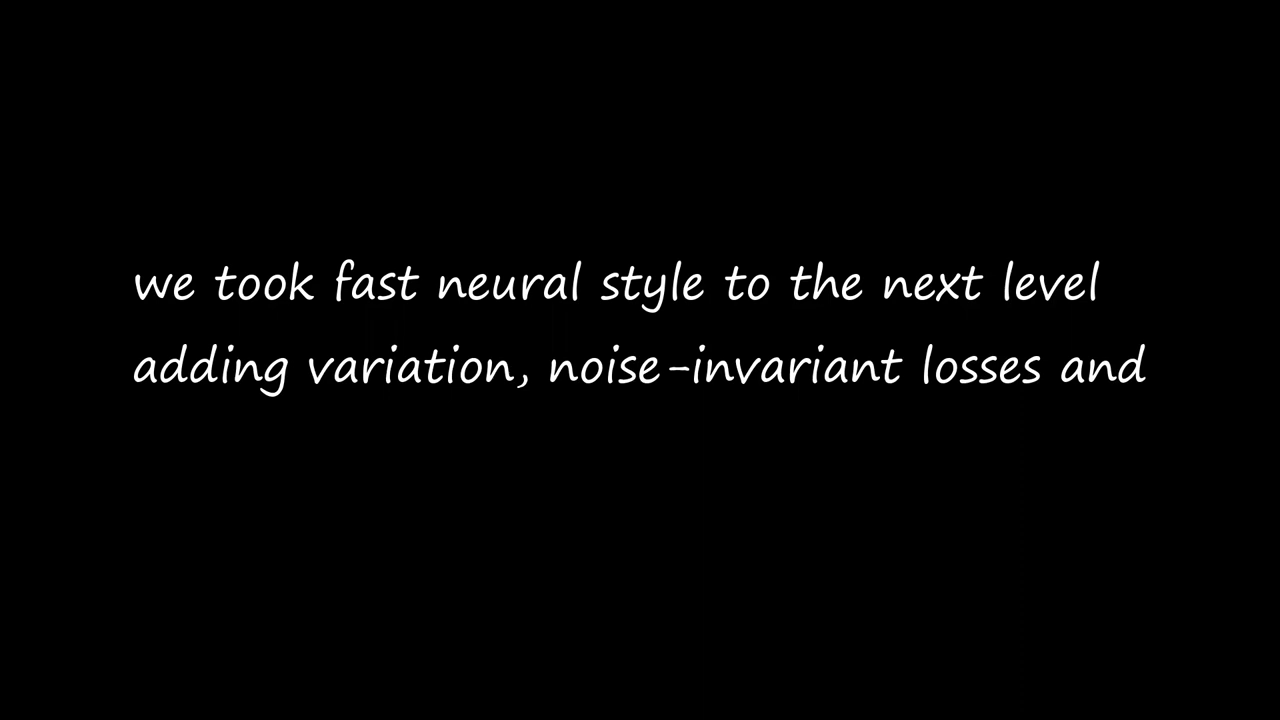 we took fast neural style to the next level
adding variation, noise-invariant losses and